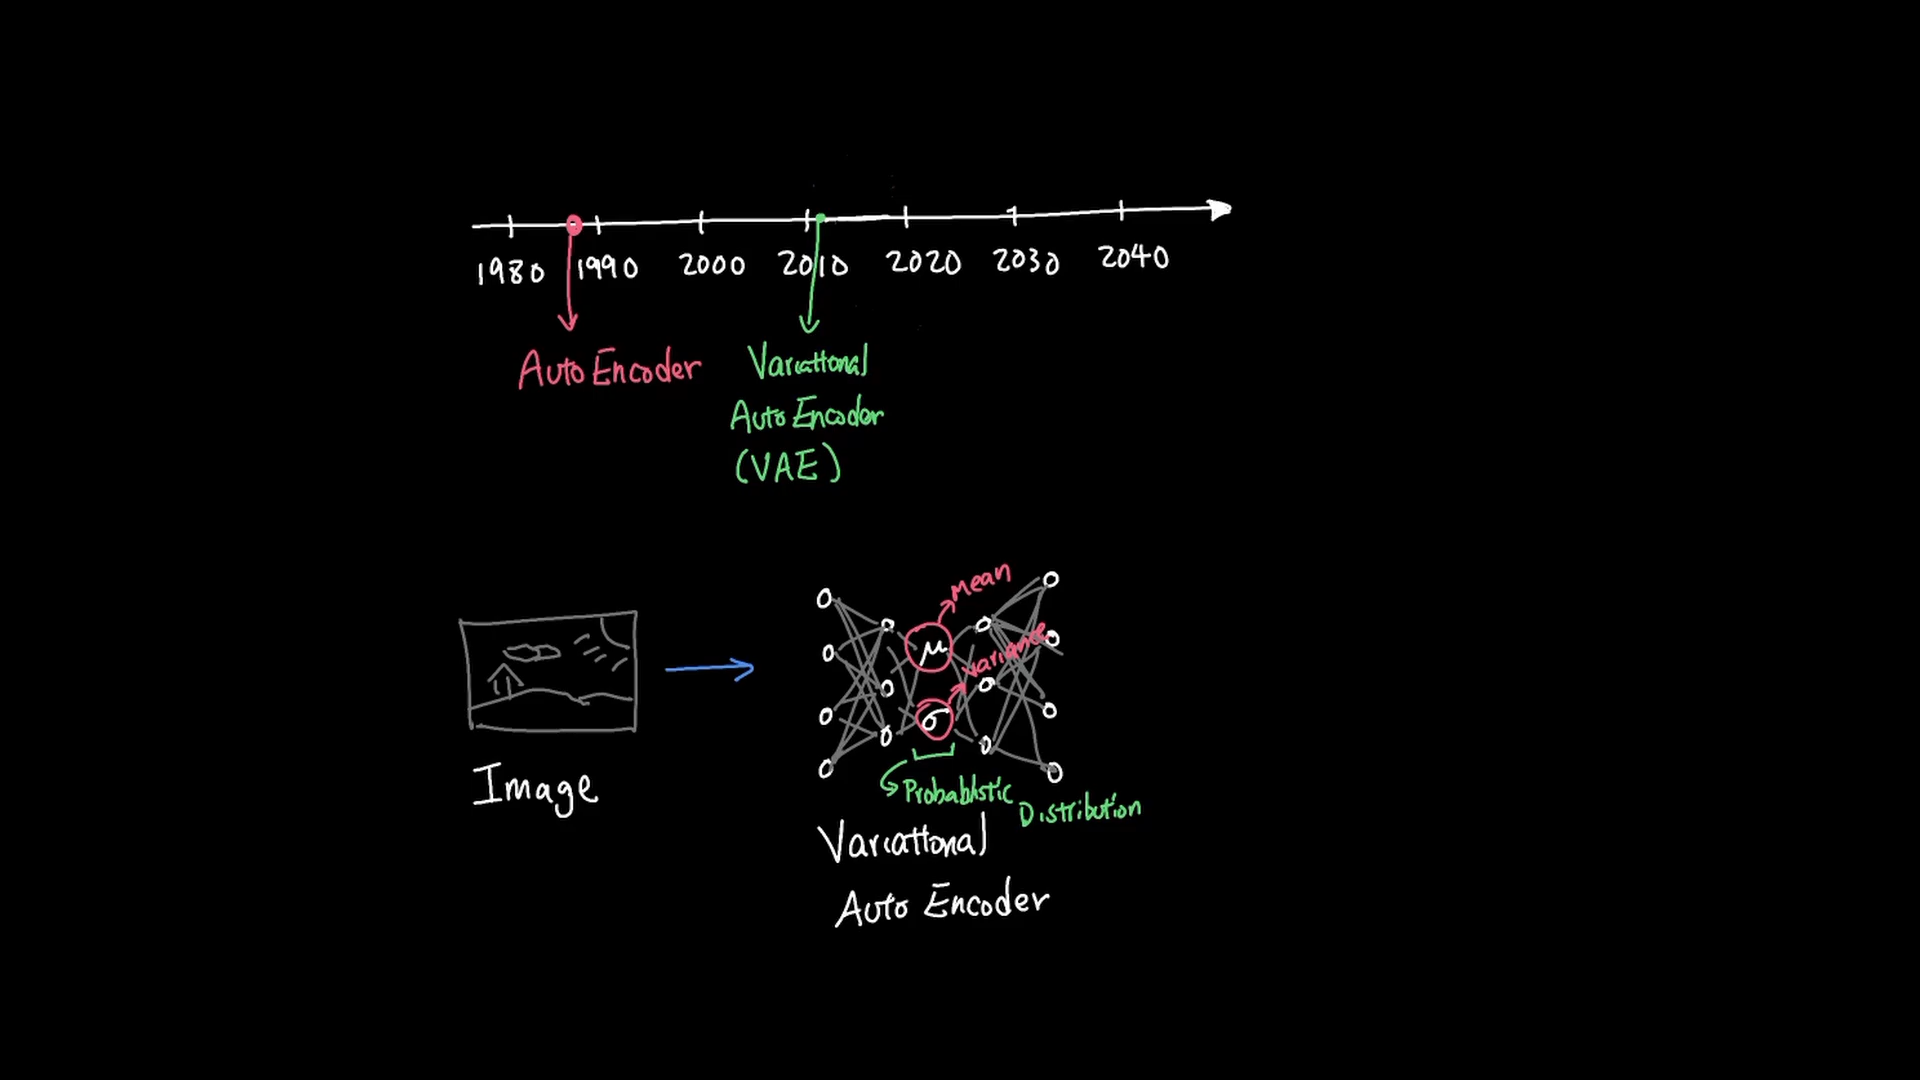 1980 1990 2000 2010 2020 2030 2040
Auto Encoder
Variational
Auto Encoder
(VAE)
Mean
μ
Variance
σ
Probablistic
Distribution
Image
Variational
Auto Encoder